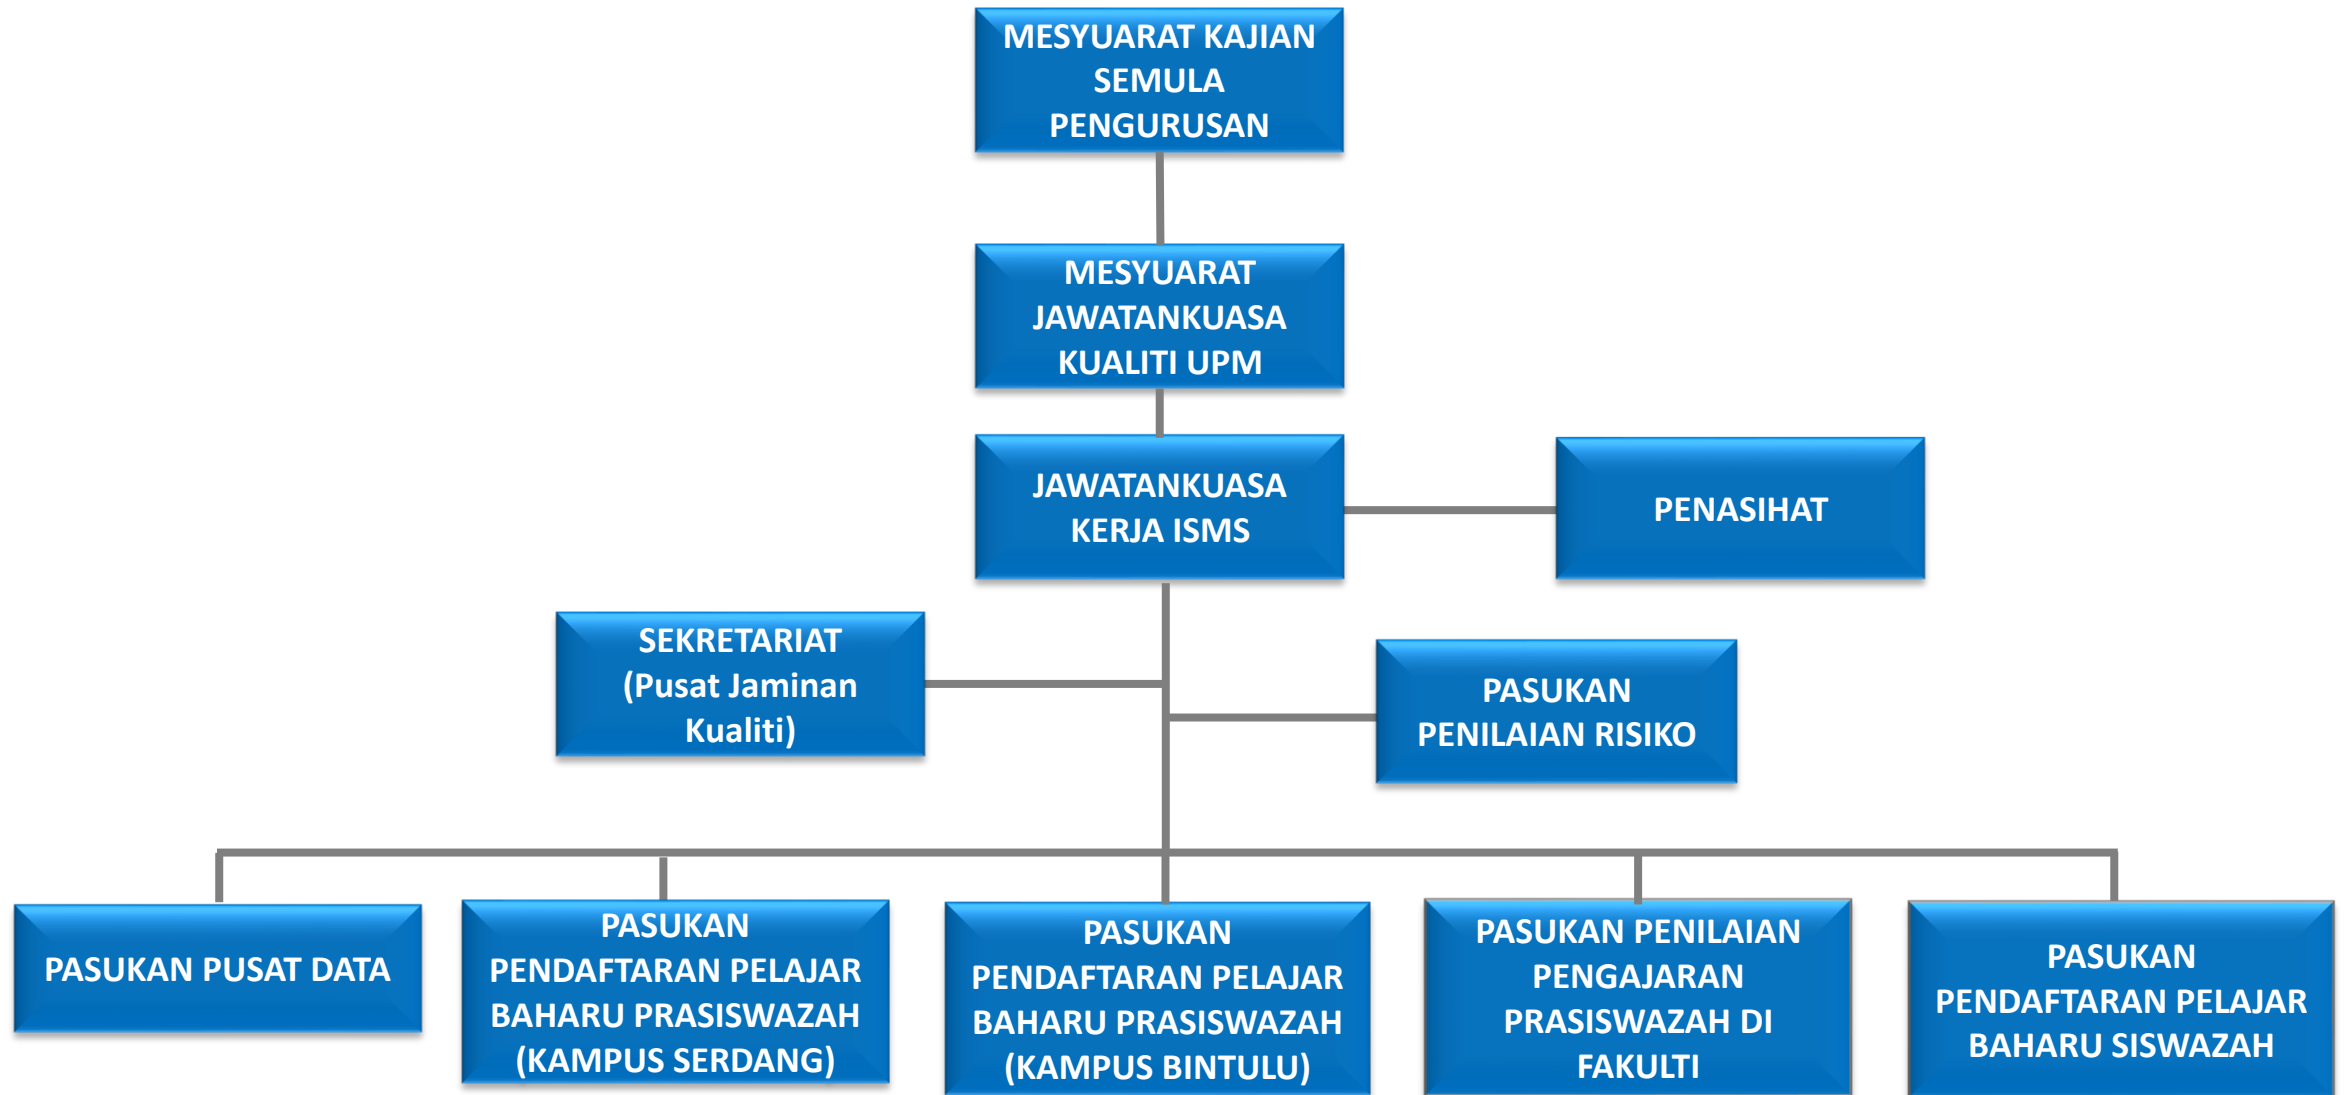 MESYUARAT KAJIAN
SEMULA
PENGURUSAN
MESYUARAT
JAWATANKUASA
KUALITI UPM
JAWATANKUASA
KERJA ISMS
PENASIHAT
SEKRETARIAT
(Pusat Jaminan
Kualiti)
PASUKAN
PENILAIAN RISIKO
PASUKAN PUSAT DATA
PASUKAN
PENDAFTARAN PELAJAR
BAHARU PRASISWAZAH
(KAMPUS SERDANG)
PASUKAN
PENDAFTARAN PELAJAR
BAHARU PRASISWAZAH
(KAMPUS BINTULU)
PASUKAN PENILAIAN
PENGAJARAN
PRASISWAZAH DI
FAKULTI
PASUKAN
PENDAFTARAN PELAJAR
BAHARU SISWAZAH